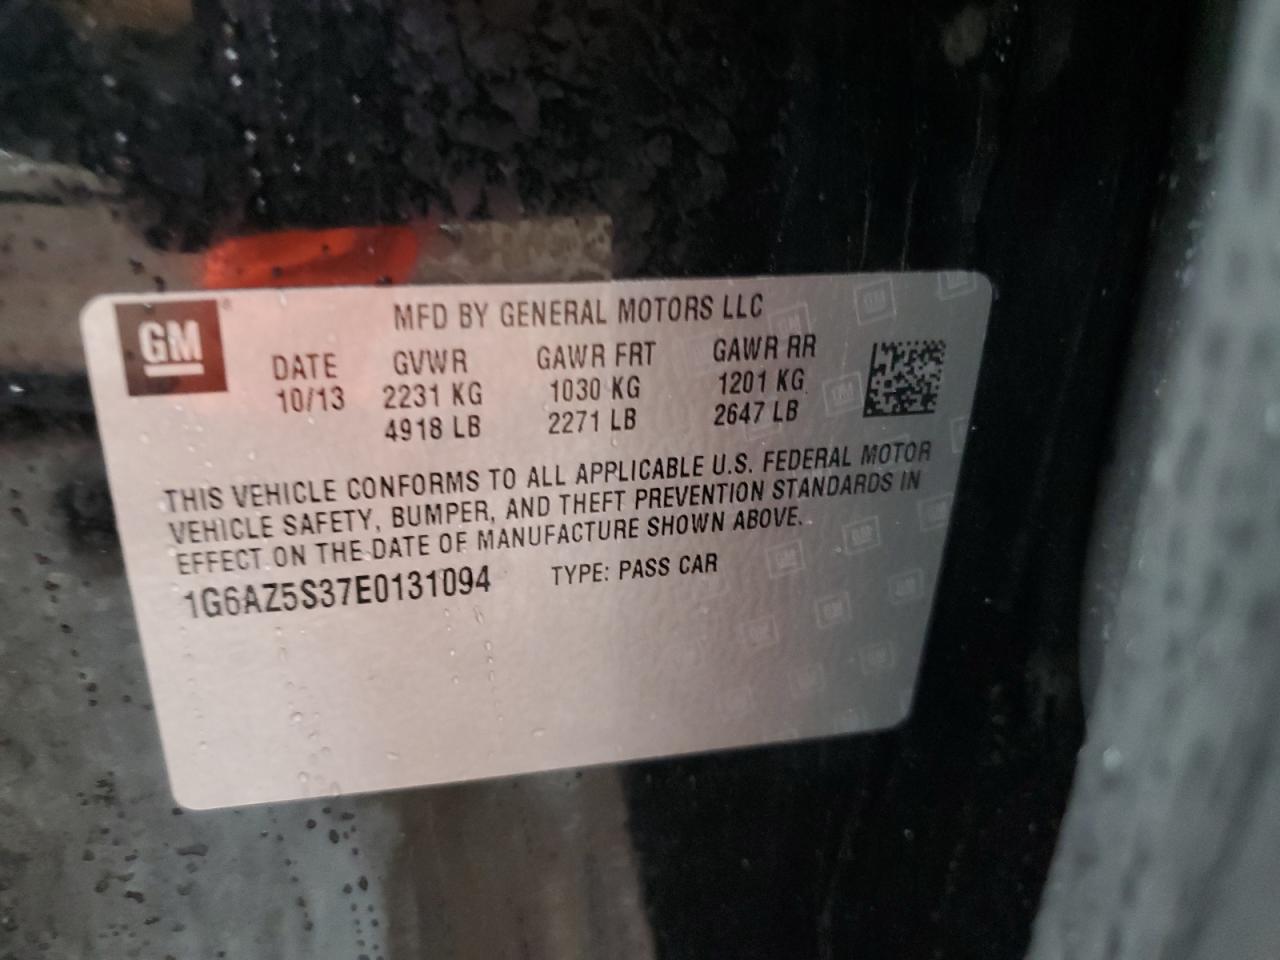 GM®
MFD BY GENERAL MOTORS LLC
DATE GVWR GAWR FRT GAWR RR
10/13 2231 KG 1030 KG 1201 KG
4918 LB 2271 LB 2647 LB
THIS VEHICLE CONFORMS TO ALL APPLICABLE U.S. FEDERAL MOTOR
VEHICLE SAFETY, BUMPER, AND THEFT PREVENTION STANDARDS IN
EFFECT ON THE DATE OF MANUFACTURE SHOWN ABOVE.
1G6AZ5S37E0131094 TYPE: PASS CAR